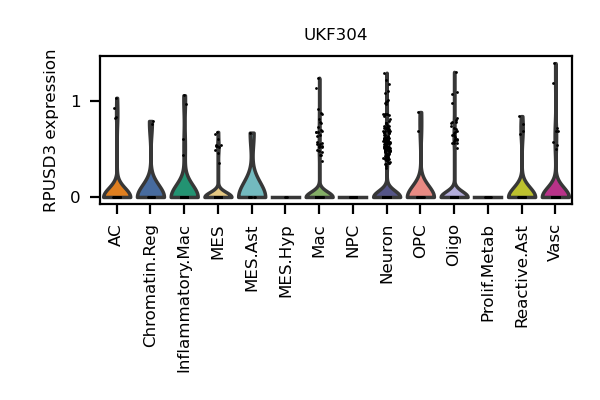 UKF304
RPUSD3 expression
1
0
AC
Chromatin.Reg
Inflammatory.Mac
MES
MES.Ast
MES.Hyp
Mac
NPC
Neuron
OPC
Oligo
Prolif.Metab
Reactive.Ast
Vasc